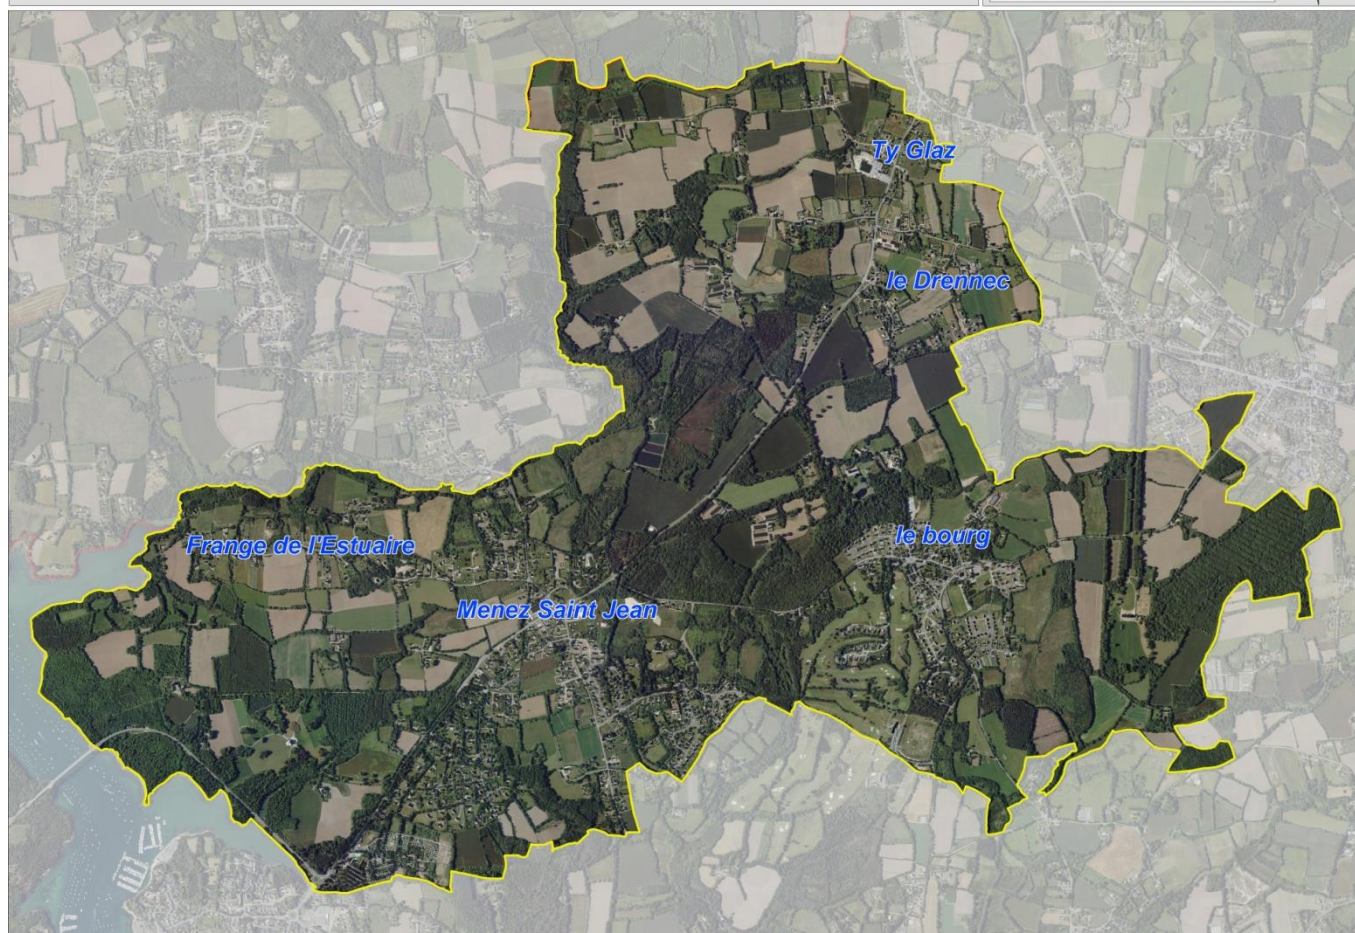 Ty Glaz
le Drennec
le bourg
Frange de l'Estuaire
Menez Saint Jean